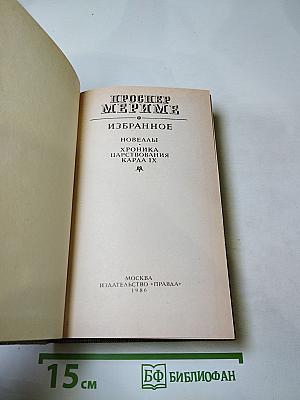 ПРОСПЕР
МЕРИМЕ
ИЗБРАННОЕ
НОВЕЛЛЫ
ХРОНИКА
ЦАРСТВОВАНИЯ
КАРЛА IX
МОСКВА
ИЗДАТЕЛЬСТВО «ПРАВДА»
1986
15 см
БФ БИБЛИОФАН